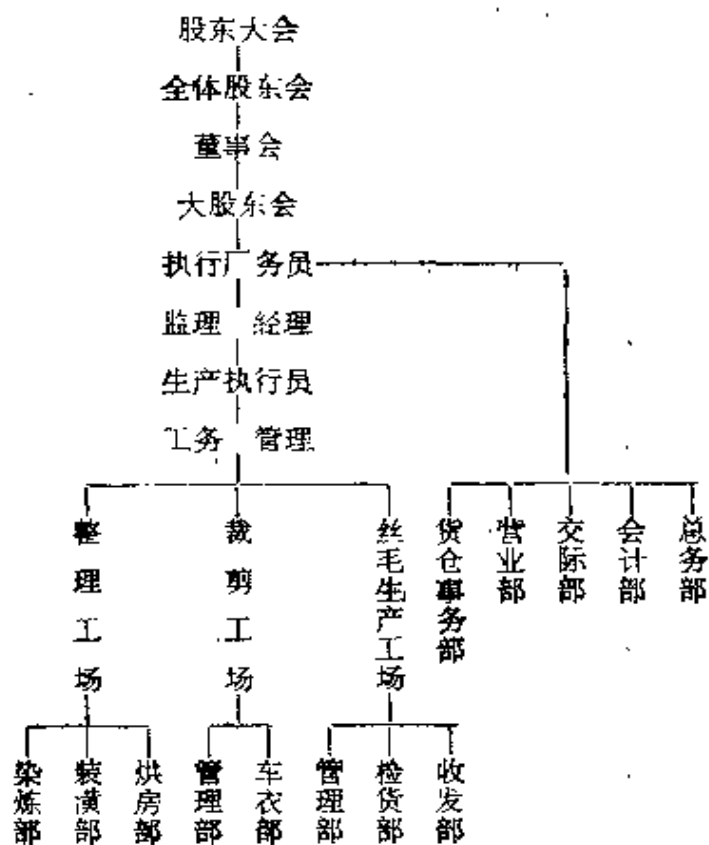 股东大会
全体股东会
董事会
大股东会
执行厂务员
监理 经理
生产执行员
工务 管理
整理工场
裁剪工场
丝毛生产工场
货仓事务部
营业部
交际部
会计部
总务部
染炼部
装潢部
烘房部
管理部
车衣部
管理部
检货部
收发部